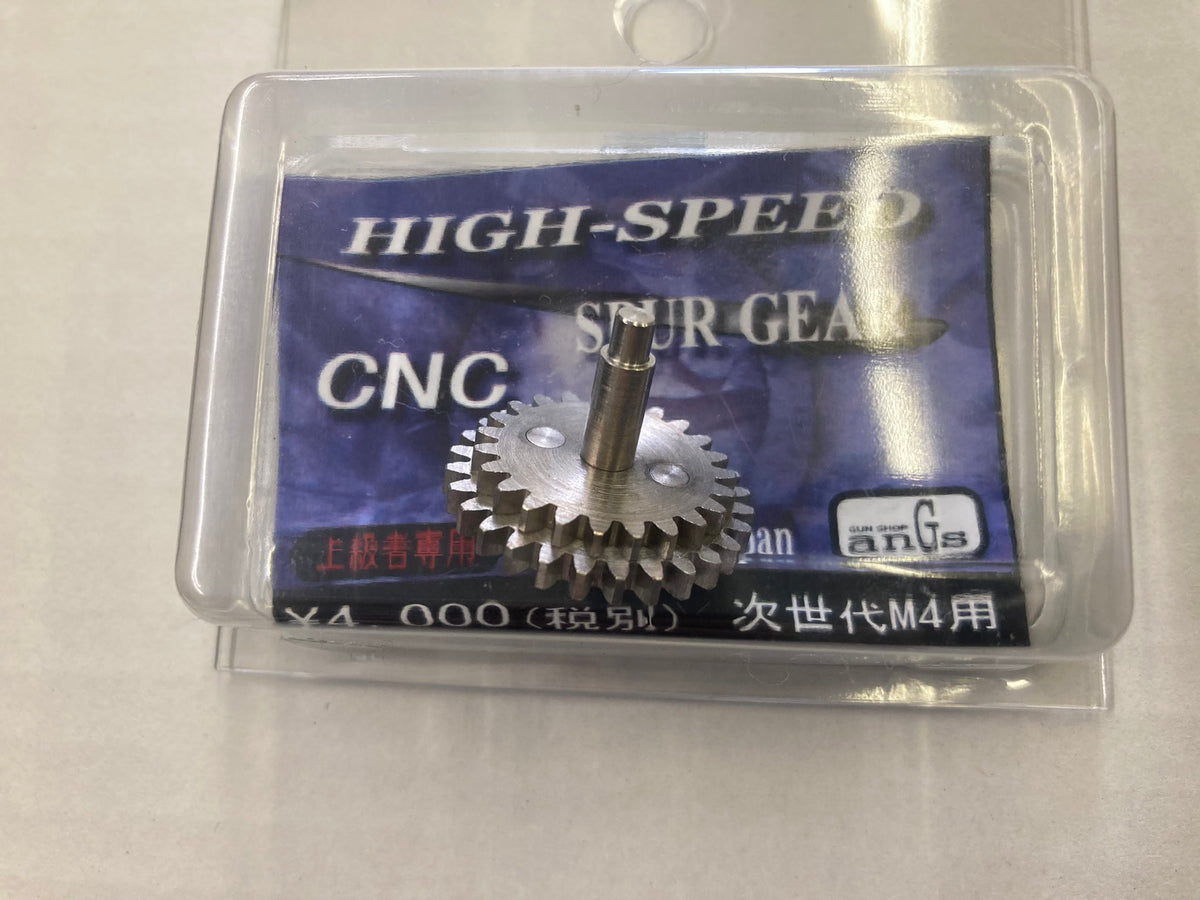 HIGH-SPEED
SPUR GEAR
CNC
上級者専用
GUN SHOP
anGs
¥4,000(税別)
次世代M4用